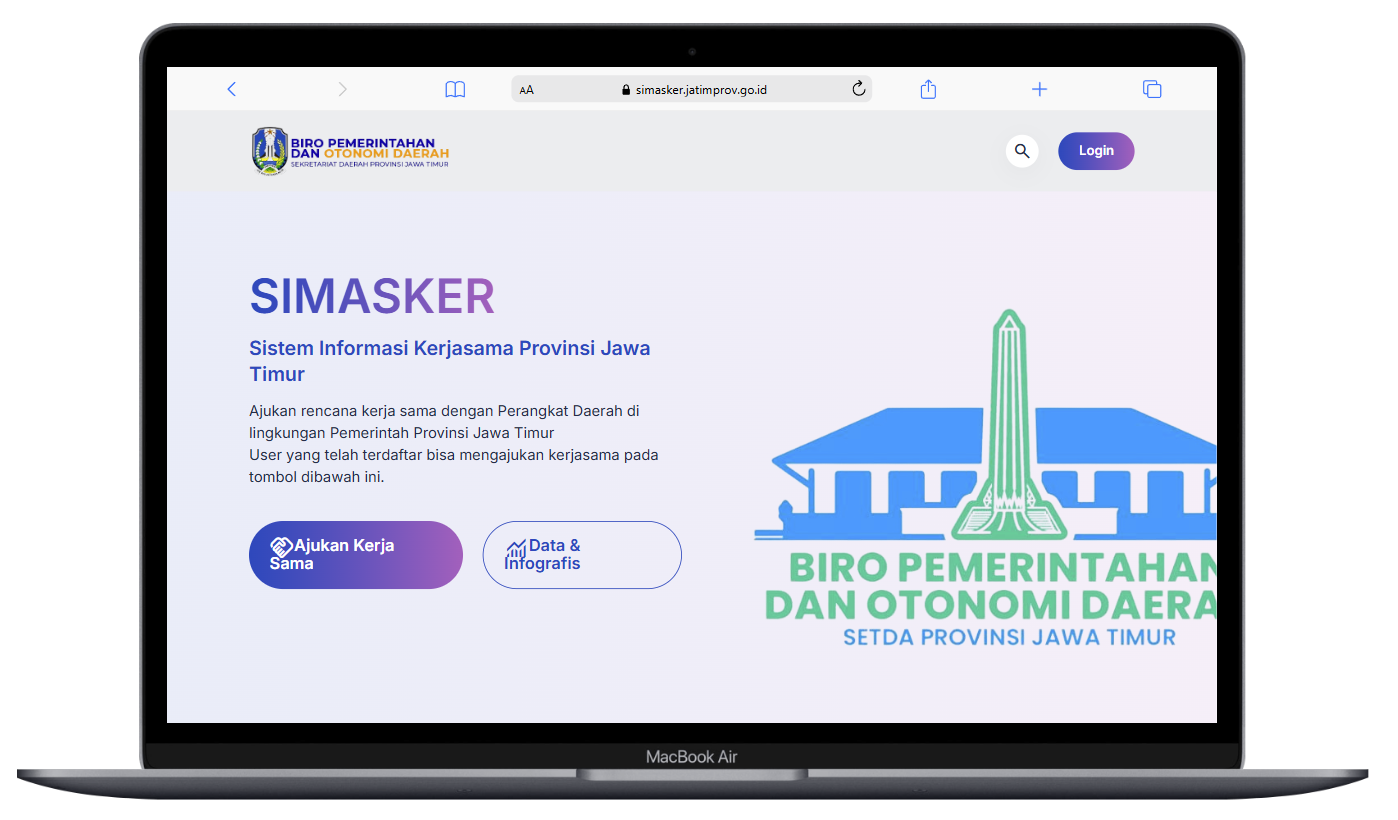 AA
simasker.jatimprov.go.id
BIRO PEMERINTAHAN
DAN OTONOMI DAERAH
SEKRETARIAT DAERAH PROVINSI JAWA TIMUR
Login
SIMASKER
Sistem Informasi Kerjasama Provinsi Jawa
Timur
Ajukan rencana kerja sama dengan Perangkat Daerah di
lingkungan Pemerintah Provinsi Jawa Timur
User yang telah terdaftar bisa mengajukan kerjasama pada
tombol dibawah ini.
Ajukan Kerja
Sama
Data &
Infografis
BIRO PEMERINTAHAN
DAN OTONOMI DAERA
SETDA PROVINSI JAWA TIMUR
MacBook Air